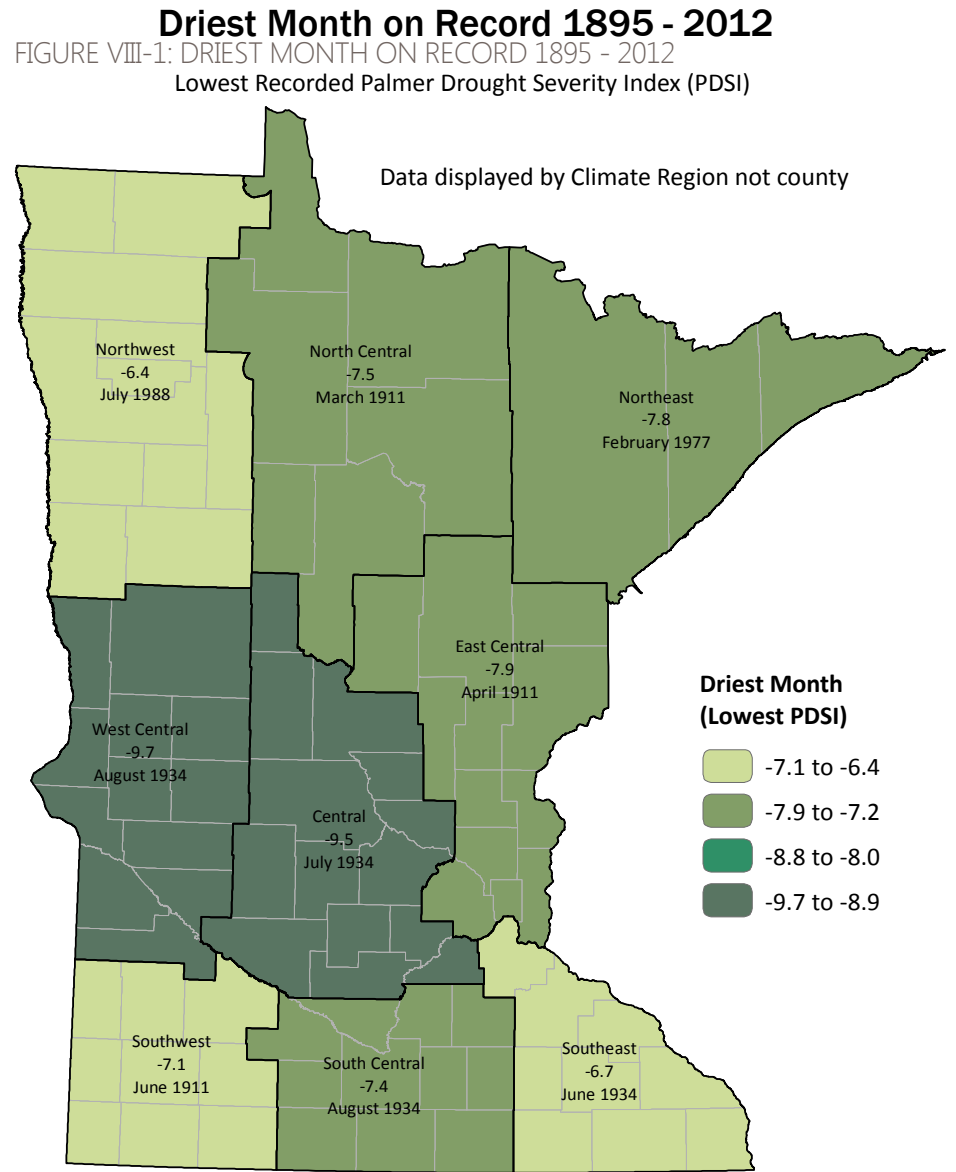 Driest Month on Record 1895 - 2012
FIGURE VIII-1: DRIEST MONTH ON RECORD 1895 - 2012
Lowest Recorded Palmer Drought Severity Index (PDSI)
Data displayed by Climate Region not county
Northwest
-6.4
July 1988
North Central
-7.5
March 1911
Northeast
-7.8
February 1977
East Central
-7.9
April 1911
West Central
-9.7
August 1934
Central
-9.5
July 1934
Driest Month
(Lowest PDSI)
-7.1 to -6.4
-7.9 to -7.2
-8.8 to -8.0
-9.7 to -8.9
Southwest
-7.1
June 1911
South Central
-7.4
August 1934
Southeast
-6.7
June 1934